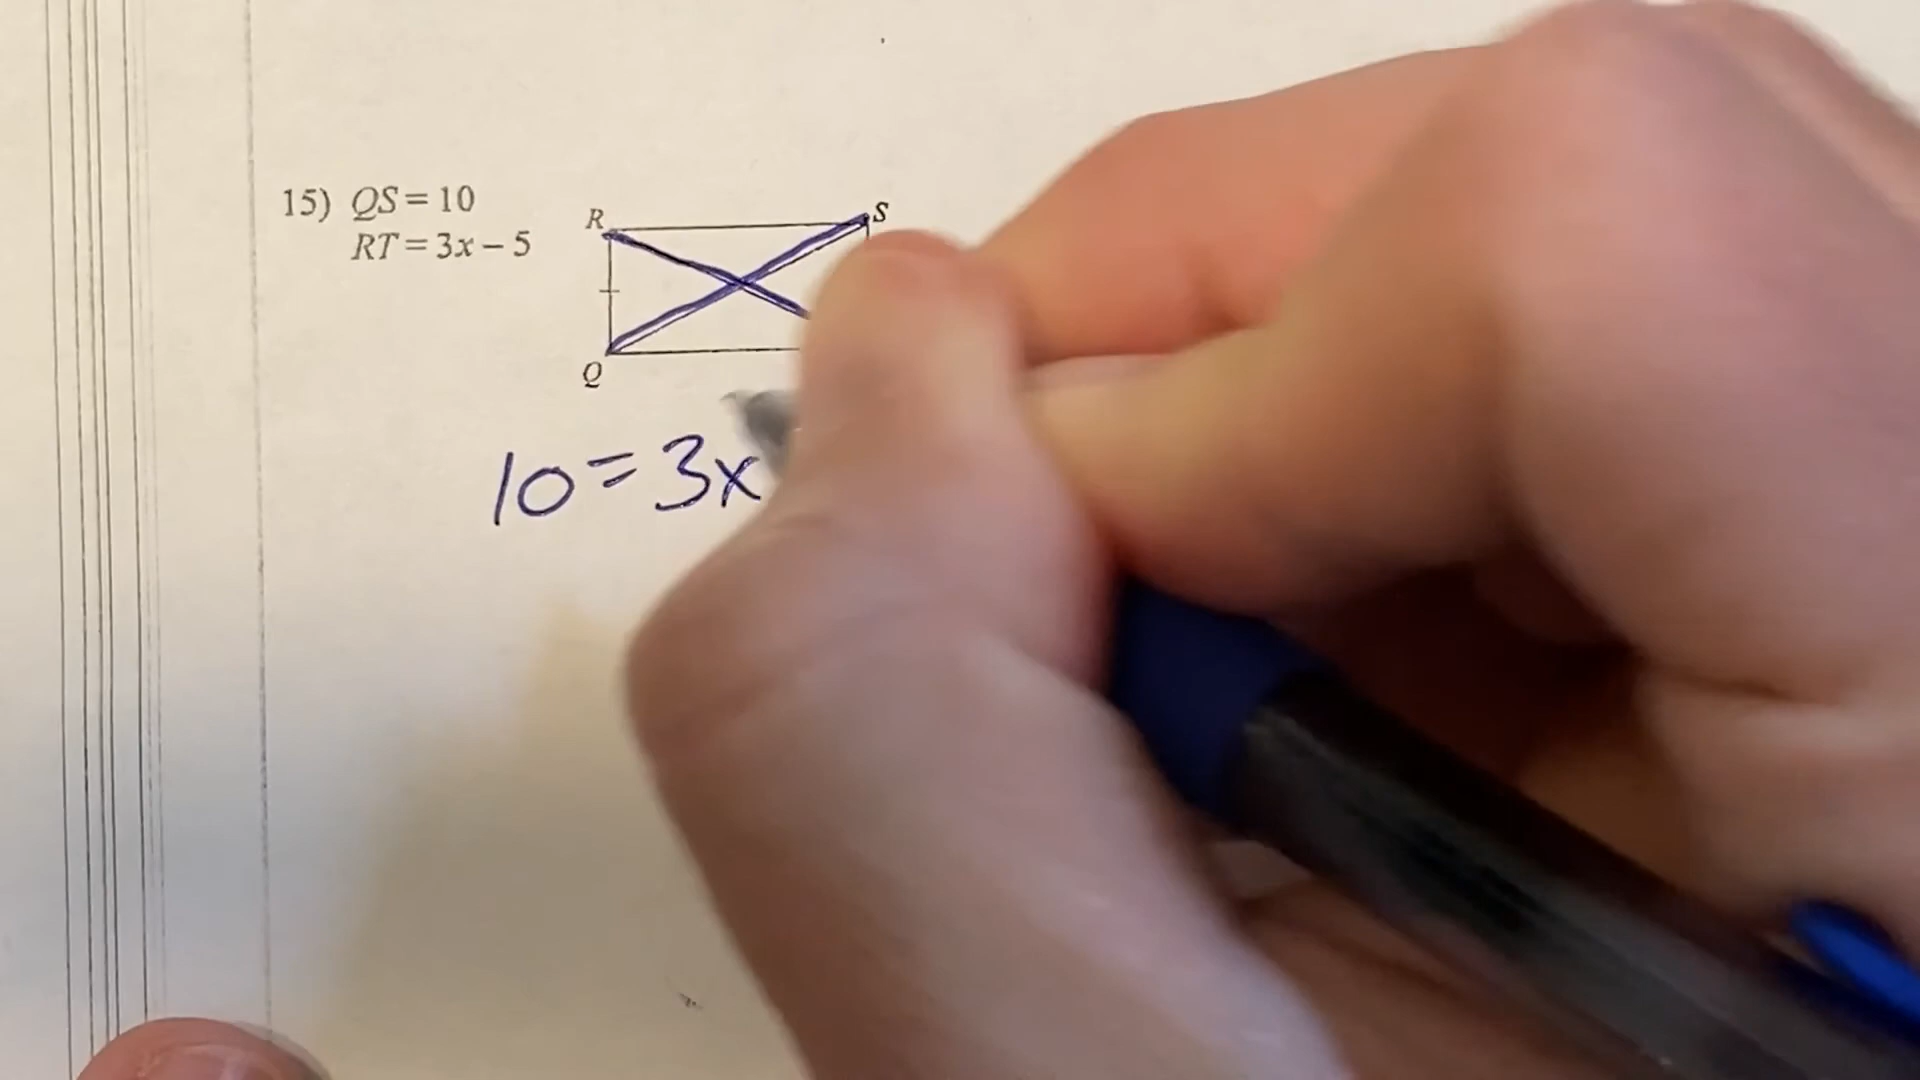 15) QS = 10
RT = 3x – 5
R
S
Q
10 = 3x